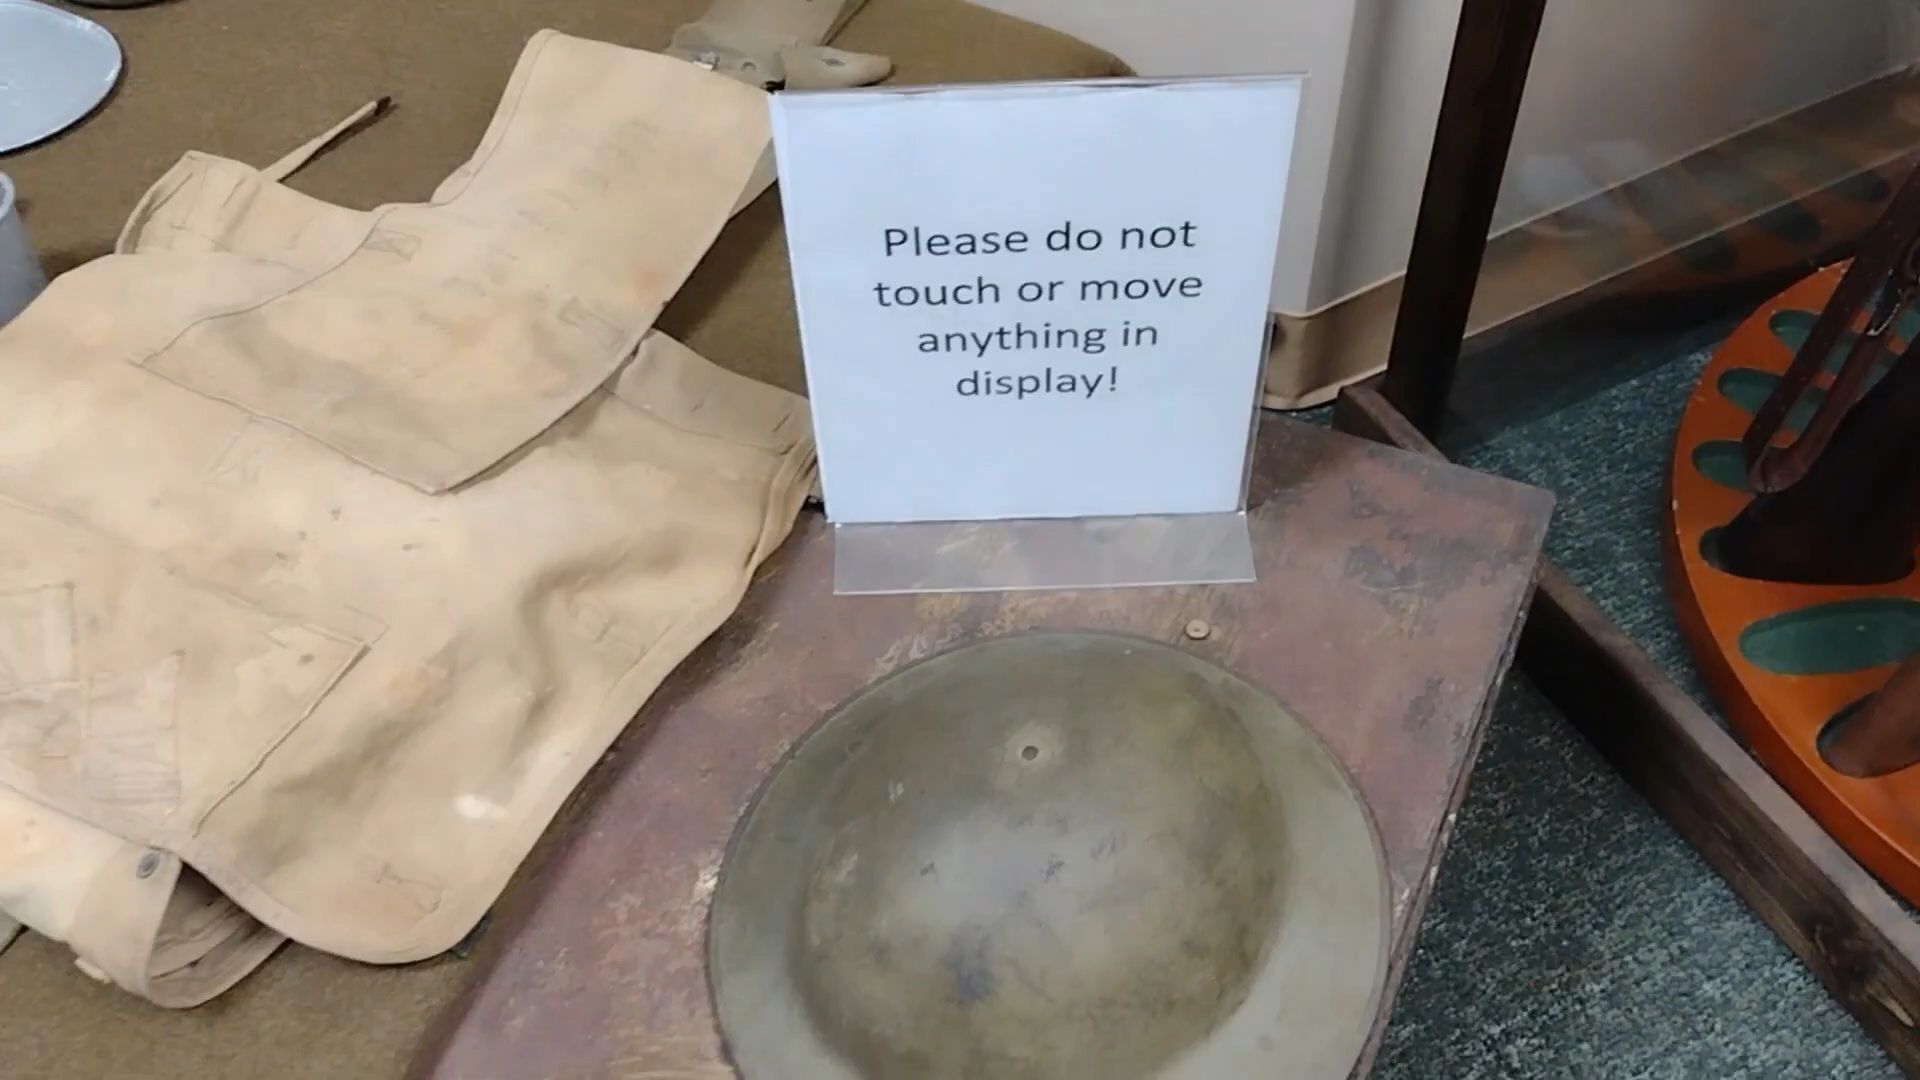 Please do not
touch or move
anything in
display!